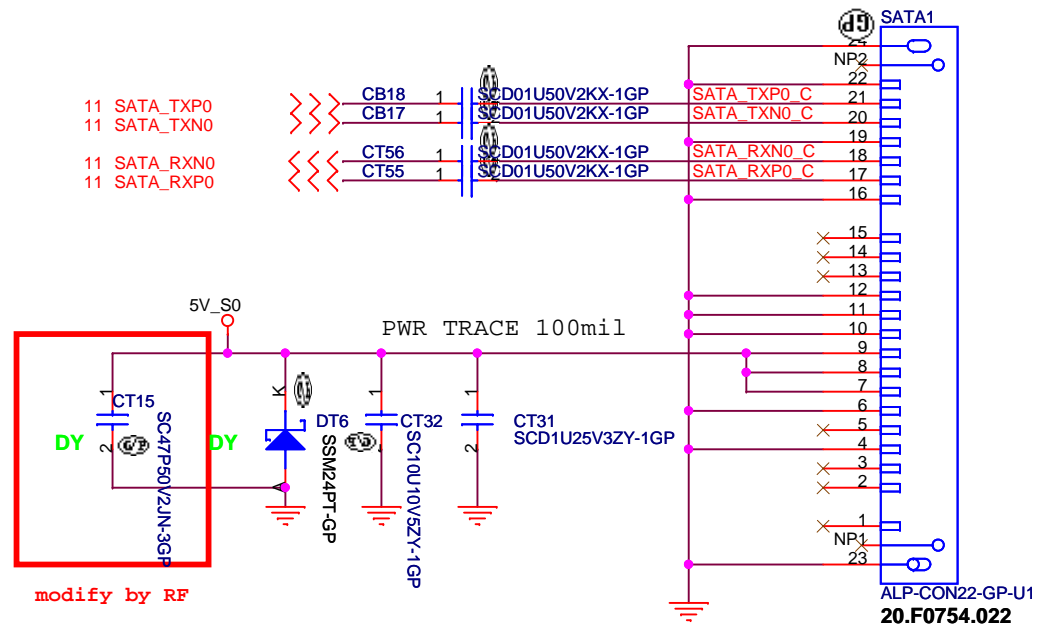 SATA1
GP
24
NP2
22
11 SATA_TXP0
CB18
1
SCD01U50V2KX-1GP
SATA_TXP0_C
21
11 SATA_TXN0
CB17
1
SCD01U50V2KX-1GP
SATA_TXN0_C
20
19
11 SATA_RXN0
CT56
1
SCD01U50V2KX-1GP
SATA_RXN0_C
18
11 SATA_RXP0
CT55
1
SCD01U50V2KX-1GP
SATA_RXP0_C
17
16
15
14
13
12
11
10
9
8
7
6
5
4
3
2
1
NP1
23
5V_S0
PWR TRACE 100mil
1
CT15
2
SC47P50V2JN-3GP
DY
GP
DY
K
DT6
A
SSM24PT-GP
1
CT32
2
SC10U10V5ZY-1GP
1
CT31
SCD1U25V3ZY-1GP
2
modify by RF
ALP-CON22-GP-U1
20.F0754.022